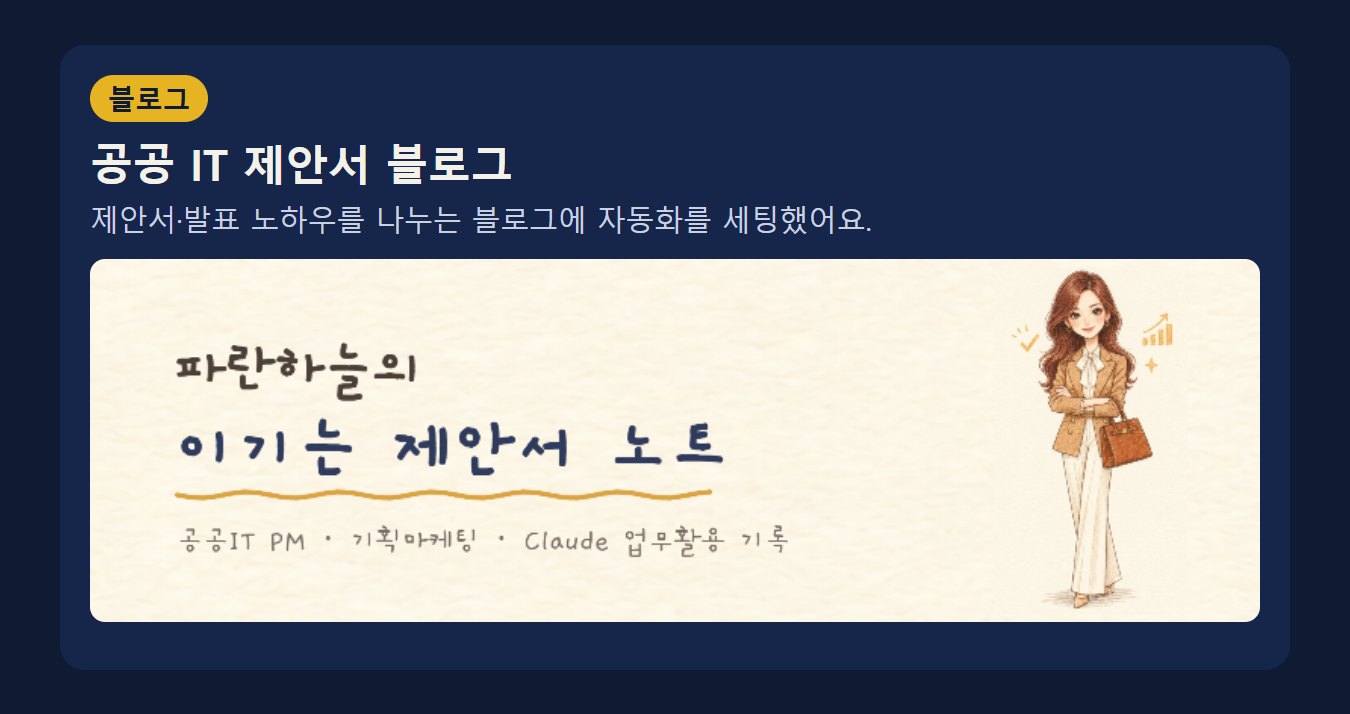 블로그
공공 IT 제안서 블로그
제안서·발표 노하우를 나누는 블로그에 자동화를 세팅했어요.
파란하늘의
이기는 제안서 노트
공공IT PM · 기획마케팅 · Claude 업무활용 기록